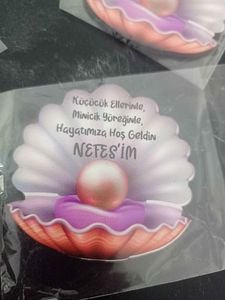 Küçücük Ellerinle,
Minicik Yüreğinle,
Hayatımıza Hoş Geldin
NEFES'İM